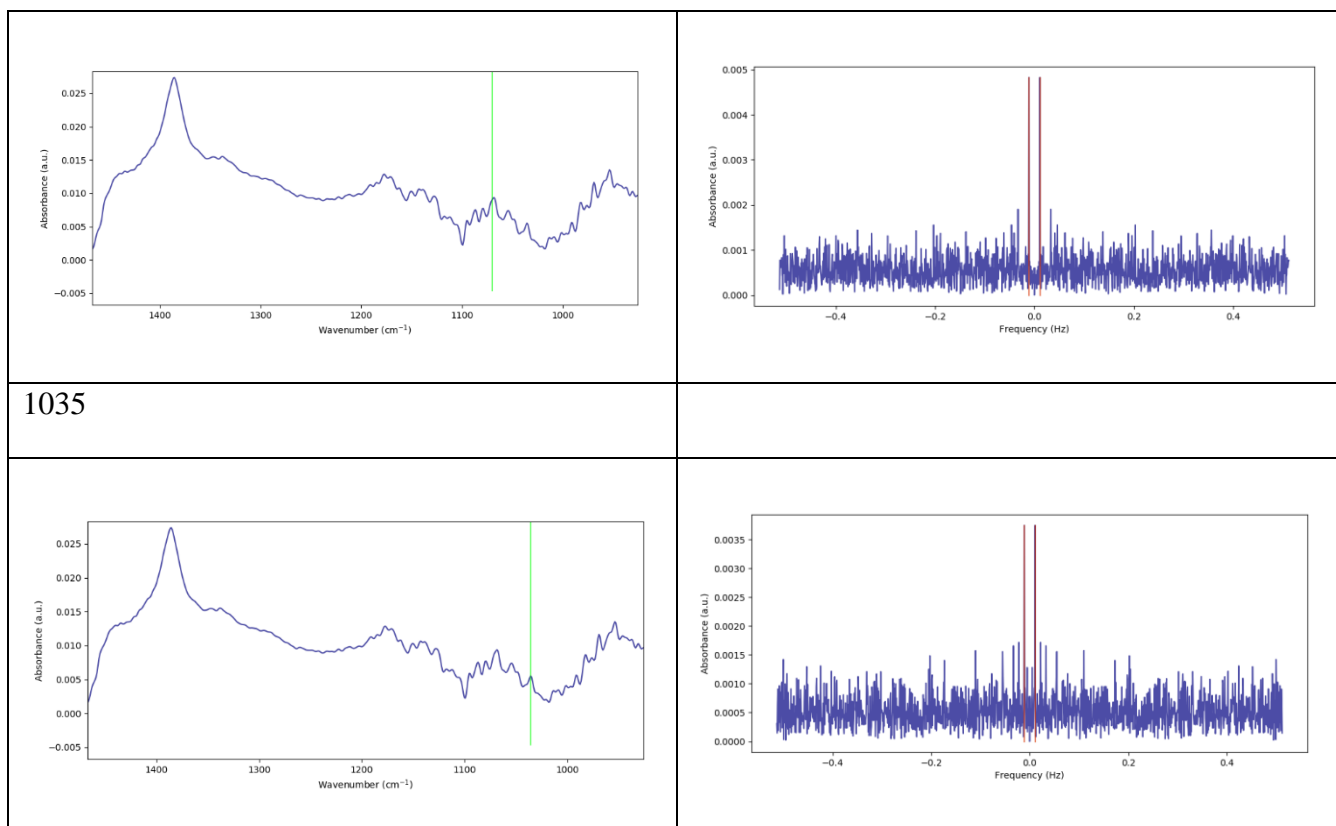 0.025
0.020
0.015
0.010
0.005
0.000
−0.005
Absorbance (a.u.)
1400 1300 1200 1100 1000
Wavenumber (cm⁻¹)
0.005
0.004
0.003
0.002
0.001
0.000
Absorbance (a.u.)
−0.4 −0.2 0.0 0.2 0.4
Frequency (Hz)
1035
0.025
0.020
0.015
0.010
0.005
0.000
−0.005
Absorbance (a.u.)
1400 1300 1200 1100 1000
Wavenumber (cm⁻¹)
0.0035
0.0030
0.0025
0.0020
0.0015
0.0010
0.0005
0.0000
Absorbance (a.u.)
−0.4 −0.2 0.0 0.2 0.4
Frequency (Hz)